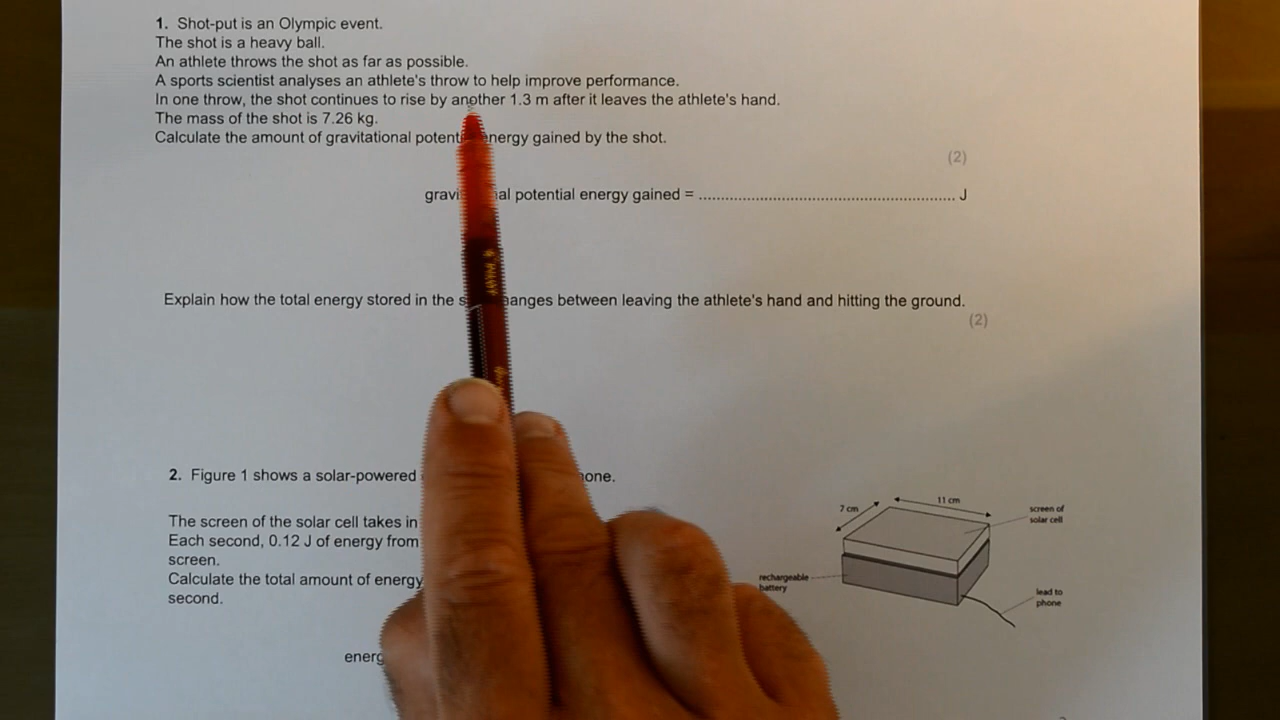 1. Shot-put is an Olympic event.
The shot is a heavy ball.
An athlete throws the shot as far as possible.
A sports scientist analyses an athlete's throw to help improve performance.
In one throw, the shot continues to rise by another 1.3 m after it leaves the athlete's hand.
The mass of the shot is 7.26 kg.
Calculate the amount of gravitational potenti energy gained by the shot.
(2)
gravi al potential energy gained = ........................................................ J
Explain how the total energy stored in the s anges between leaving the athlete's hand and hitting the ground.
(2)
2. Figure 1 shows a solar-powered one.
The screen of the solar cell takes in
Each second, 0.12 J of energy from
screen.
Calculate the total amount of energy
second.
energ
7 cm
11 cm
screen of
solar cell
rechargeable
battery
lead to
phone